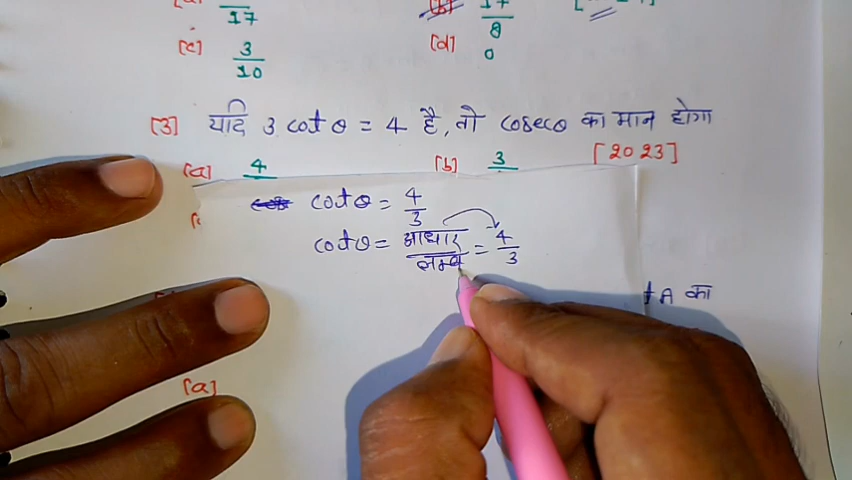 17 17
[c] 3/10 [d] 8/0
[3] यदि 3 cot θ = 4 है, तो cosecθ का मान होगा
[a] 4 [b] 3 [2023]
cotθ = 4/3
cotθ = आधार/लम्ब = 4/3
A का
[a]